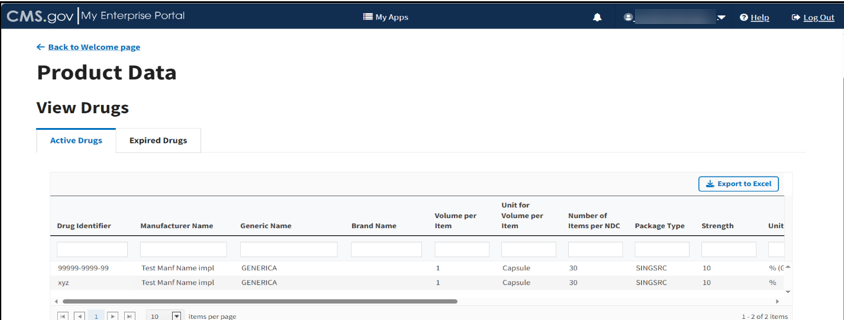 CMS.gov My Enterprise Portal
My Apps
Help
Log Out
Back to Welcome page
Product Data
View Drugs
Active Drugs Expired Drugs
Export to Excel
Drug Identifier Manufacturer Name Generic Name Brand Name Volume per Item Unit for Volume per Item Number of Items per NDC Package Type Strength Unit
99999-9999-99 Test Manf Name impl GENERICA 1 Capsule 30 SINGSRC 10 % (
xyz Test Manf Name impl GENERICA 1 Capsule 30 SINGSRC 10 %
1 10 items per page 1 - 2 of 2 items